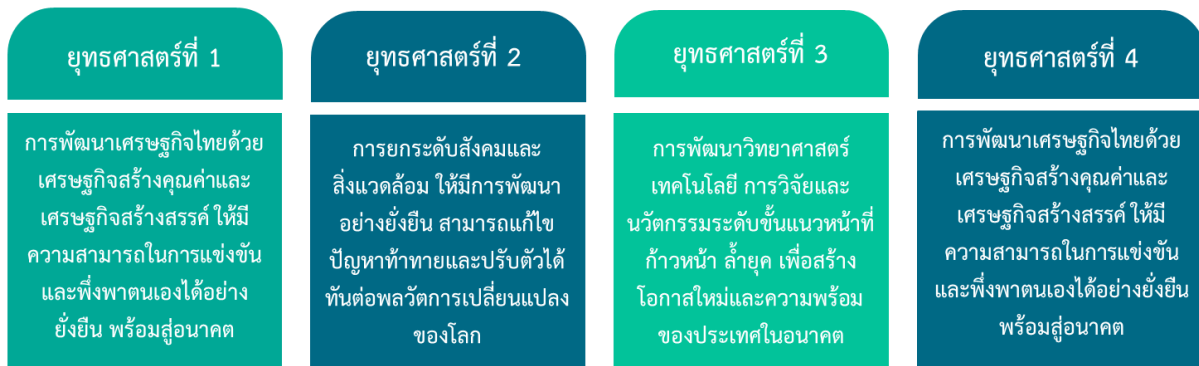 ยุทธศาสตร์ที่ 1
การพัฒนาเศรษฐกิจไทยด้วย
เศรษฐกิจสร้างคุณค่าและ
เศรษฐกิจสร้างสรรค์ ให้มี
ความสามารถในการแข่งขัน
และพึ่งพาตนเองได้อย่าง
ยั่งยืน พร้อมสู่อนาคต
ยุทธศาสตร์ที่ 2
การยกระดับสังคมและ
สิ่งแวดล้อม ให้มีการพัฒนา
อย่างยั่งยืน สามารถแก้ไข
ปัญหาท้าทายและปรับตัวได้
ทันต่อพลวัตการเปลี่ยนแปลง
ของโลก
ยุทธศาสตร์ที่ 3
การพัฒนาวิทยาศาสตร์
เทคโนโลยี การวิจัยและ
นวัตกรรมระดับขั้นแนวหน้าที่
ก้าวหน้า ล้ำยุค เพื่อสร้าง
โอกาสใหม่และความพร้อม
ของประเทศในอนาคต
ยุทธศาสตร์ที่ 4
การพัฒนาเศรษฐกิจไทยด้วย
เศรษฐกิจสร้างคุณค่าและ
เศรษฐกิจสร้างสรรค์ ให้มี
ความสามารถในการแข่งขัน
และพึ่งพาตนเองได้อย่างยั่งยืน
พร้อมสู่อนาคต